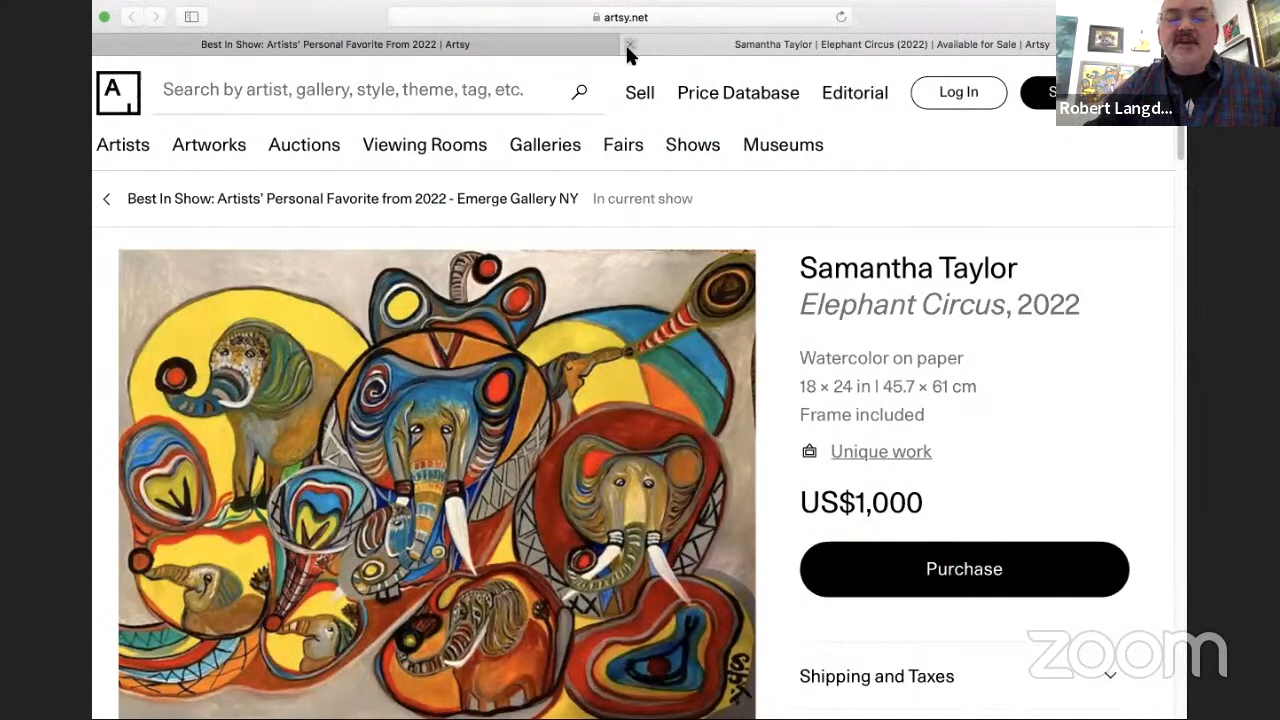 artsy.net
Best In Show: Artists' Personal Favorite From 2022 | Artsy
Samantha Taylor | Elephant Circus (2022) | Available for Sale | Artsy
A
Search by artist, gallery, style, theme, tag, etc.
Sell
Price Database
Editorial
Log In
S
Robert Langd...
Artists
Artworks
Auctions
Viewing Rooms
Galleries
Fairs
Shows
Museums
Best In Show: Artists' Personal Favorite from 2022 - Emerge Gallery NY
In current show
Samantha Taylor
Elephant Circus, 2022
Watercolor on paper
18 × 24 in | 45.7 × 61 cm
Frame included
Unique work
US$1,000
Purchase
Shipping and Taxes
zoom